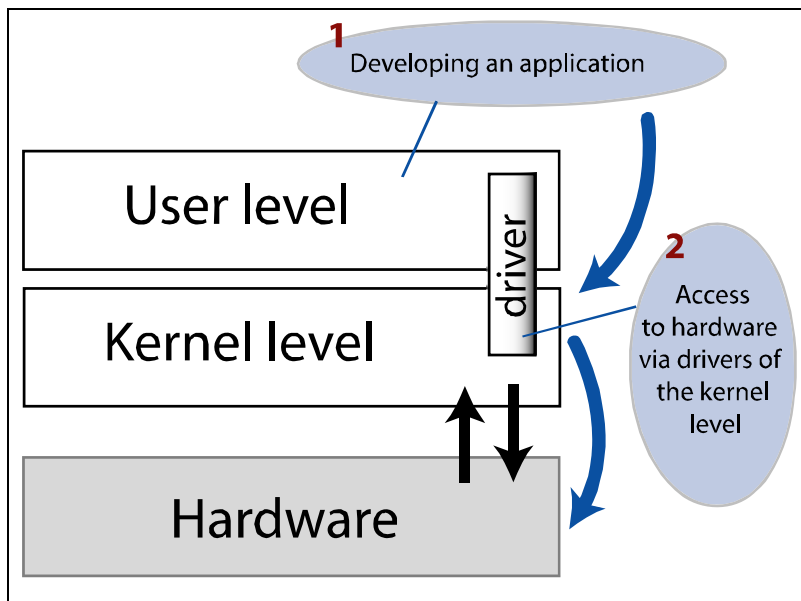 1
Developing an application
User level
driver
2
Access
to hardware
via drivers of
the kernel
level
Kernel level
Hardware